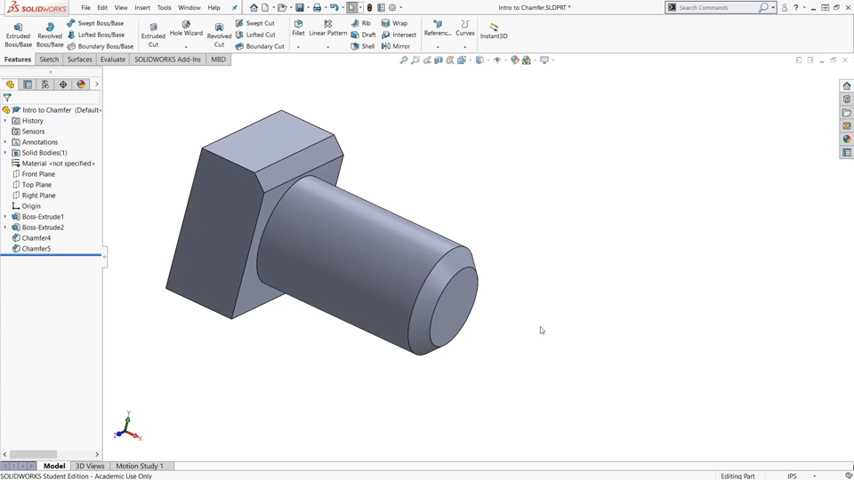 SOLIDWORKS File Edit View Insert Tools Window Intro to Chamfer.SLDPRT * Search Commands
Extruded Boss/Base
Revolved Boss/Base
Swept Boss/Base
Lofted Boss/Base
Boundary Boss/Base
Extruded Cut
Hole Wizard
Revolved Cut
Swept Cut
Lofted Cut
Boundary Cut
Fillet
Linear Pattern
Rib
Draft
Shell
Wrap
Intersect
Mirror
Referenc...
Curves
Instant3D
Features Sketch Surfaces Evaluate SOLIDWORKS Add-Ins MBD
Intro to Chamfer (Default<
History
Sensors
Annotations
Solid Bodies(1)
Material <not specified>
Front Plane
Top Plane
Right Plane
Origin
Boss-Extrude1
Boss-Extrude2
Chamfer4
Chamfer5
Y
Z
X
Model 3D Views Motion Study 1
SOLIDWORKS Student Edition - Academic Use Only Editing Part IPS